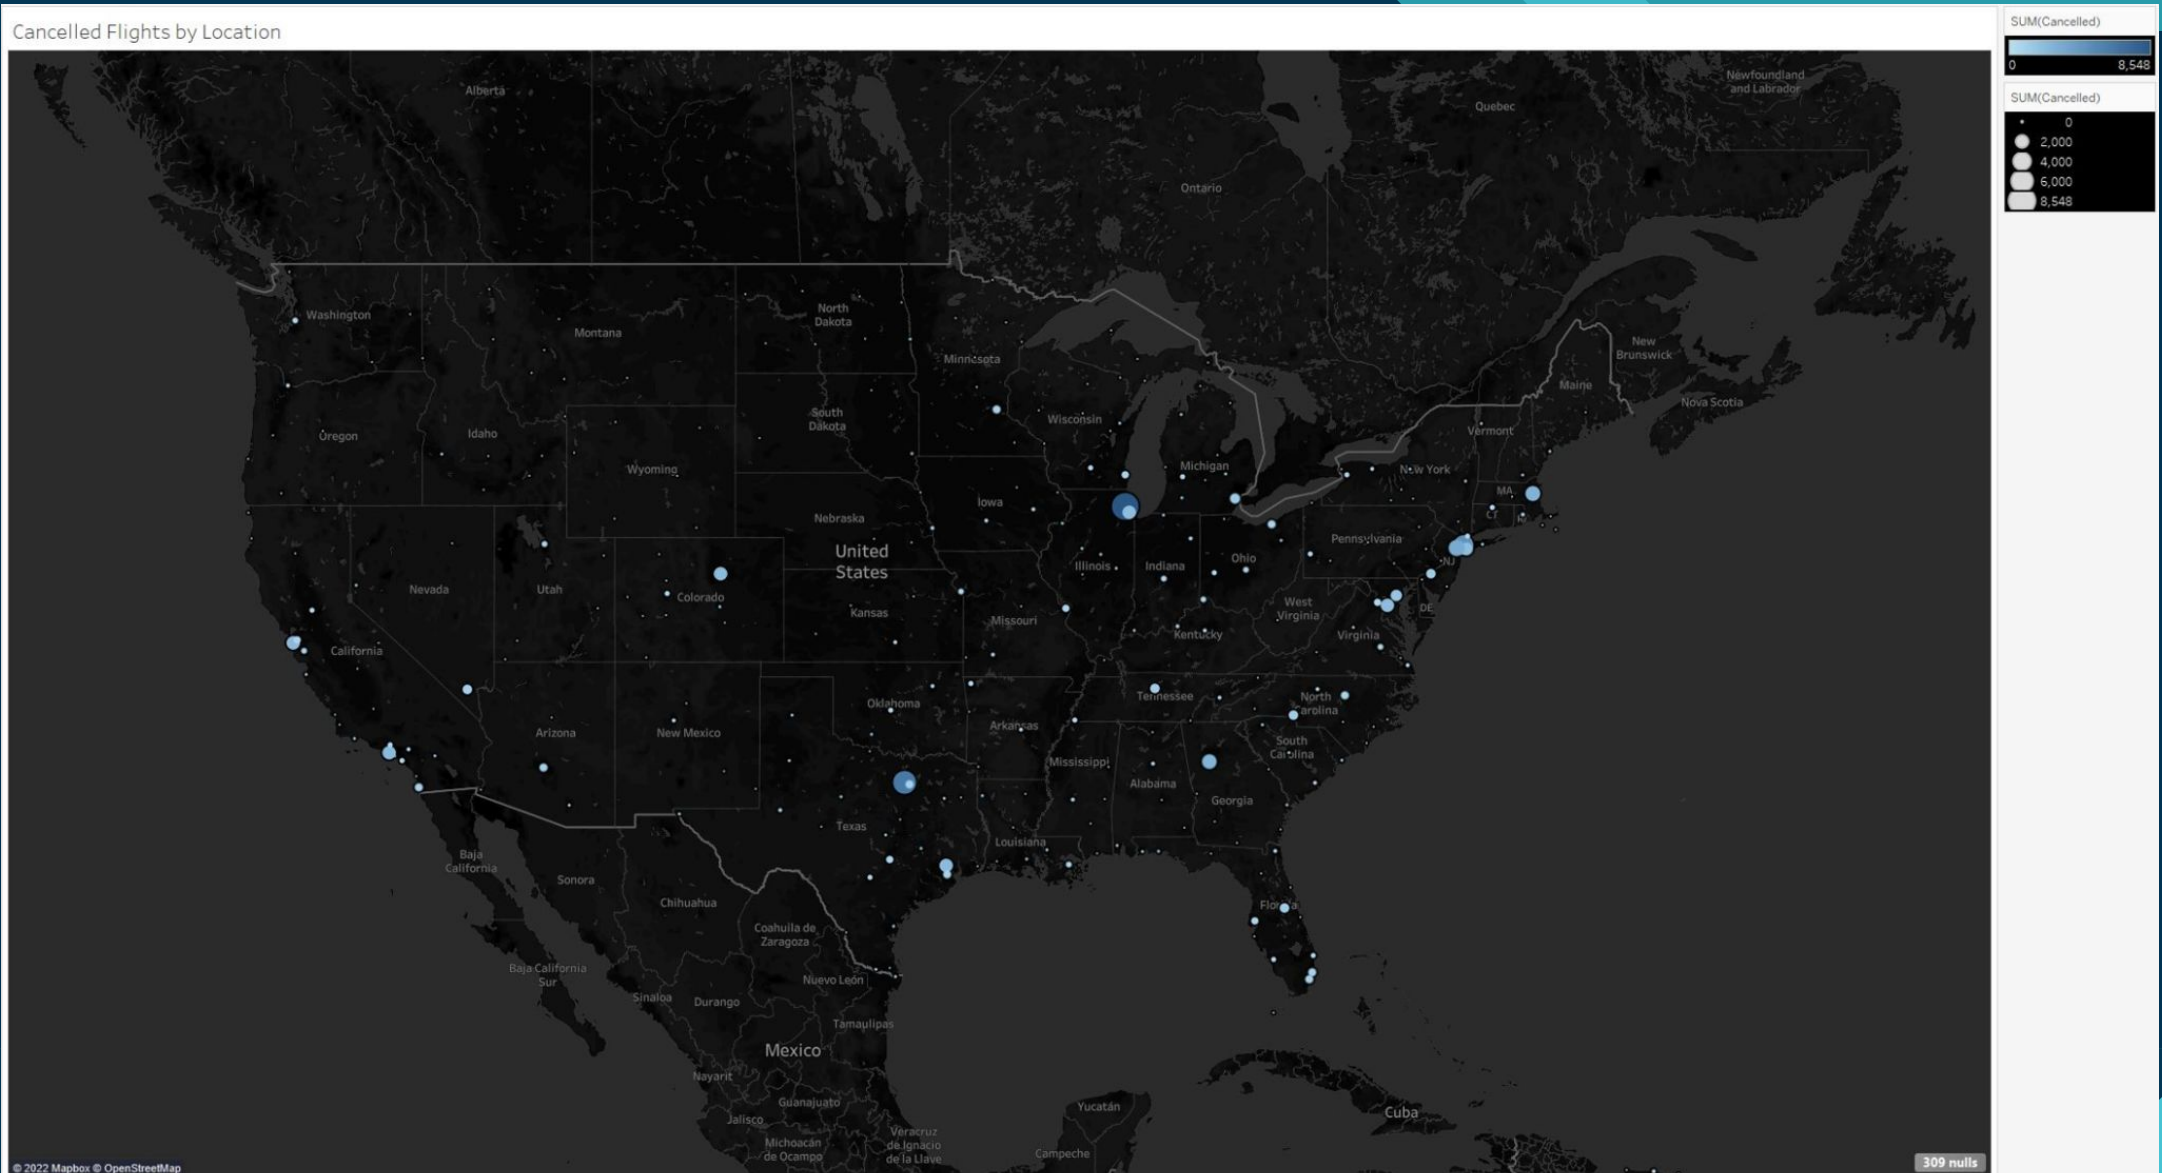 Cancelled Flights by Location
SUM(Cancelled)
0 8,548
SUM(Cancelled)
0
2,000
4,000
6,000
8,548
Newfoundland
and Labrador
Alberta
Quebec
Ontario
Washington
North
Dakota
Montana
New
Brunswick
Minnesota
Maine
Nova Scotia
South
Dakota
Wisconsin
Vermont
Oregon
Idaho
Wyoming
Michigan
New York
MA
Iowa
CT
RI
Nebraska
Pennsylvania
United
States
Ohio
NJ
Illinois
Indiana
Nevada
Utah
Colorado
West
Virginia
DE
Kansas
Missouri
Kentucky
Virginia
California
Tennessee
North
Carolina
Oklahoma
Arkansas
Arizona
New Mexico
South
Carolina
Mississippi
Alabama
Georgia
Texas
Louisiana
Baja
California
Sonora
Chihuahua
Florida
Coahuila de
Zaragoza
Baja California
Sur
Nuevo León
Sinaloa
Durango
Tamaulipas
Mexico
Nayarit
Guanajuato
Yucatán
Cuba
Jalisco
Veracruz
de Ignacio
de la Llave
Michoacán
de Ocampo
Campeche
309 nulls
© 2022 Mapbox © OpenStreetMap